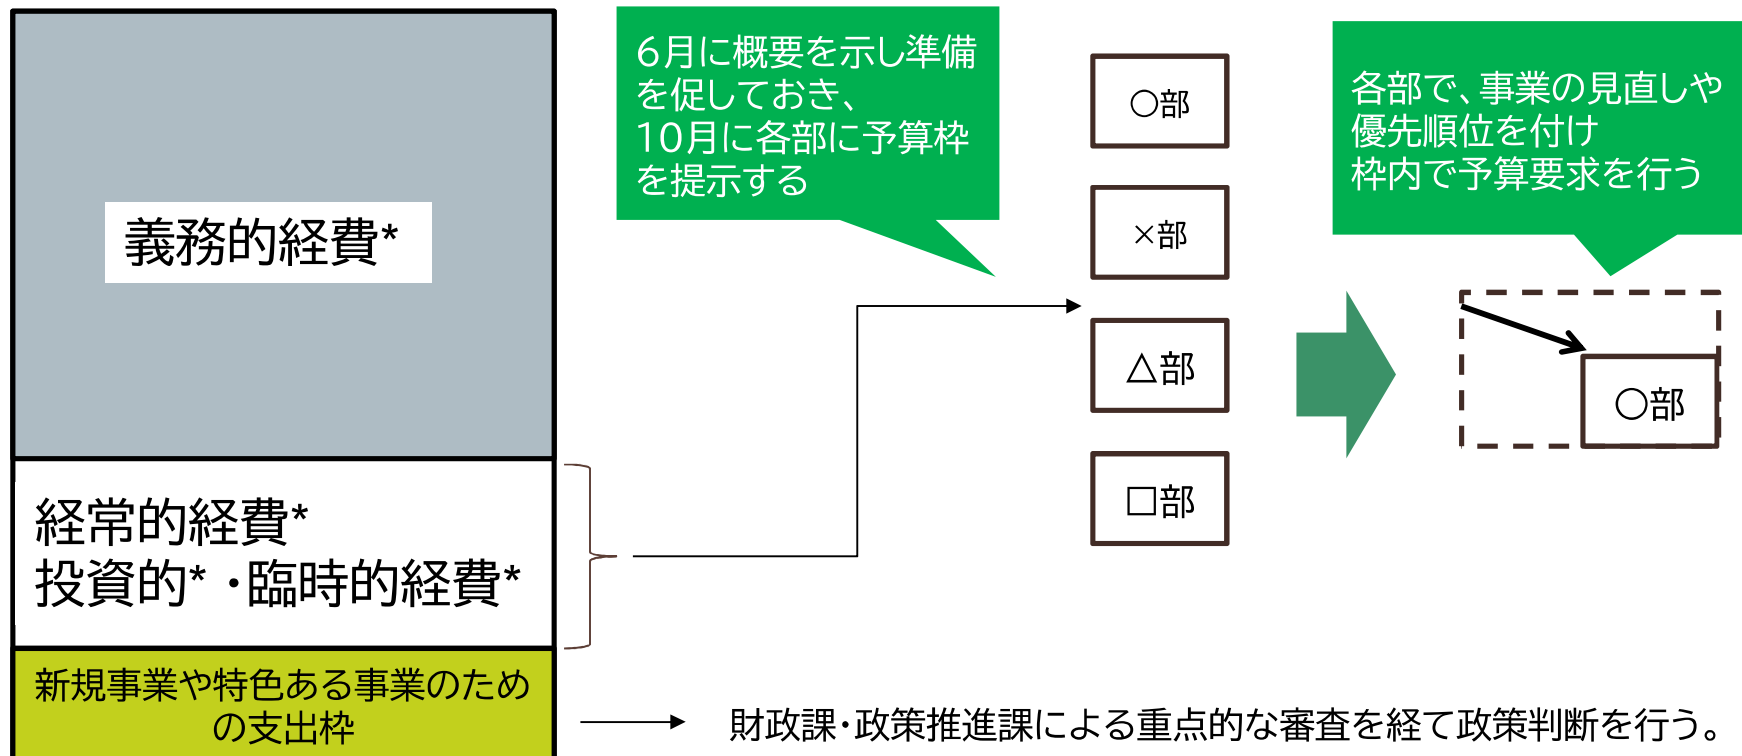 義務的経費*
経常的経費*
投資的*・臨時的経費*
新規事業や特色ある事業のため
の支出枠
6月に概要を示し準備
を促しておき、
10月に各部に予算枠
を提示する
○部
×部
△部
□部
各部で、事業の見直しや
優先順位を付け
枠内で予算要求を行う
○部
財政課・政策推進課による重点的な審査を経て政策判断を行う。